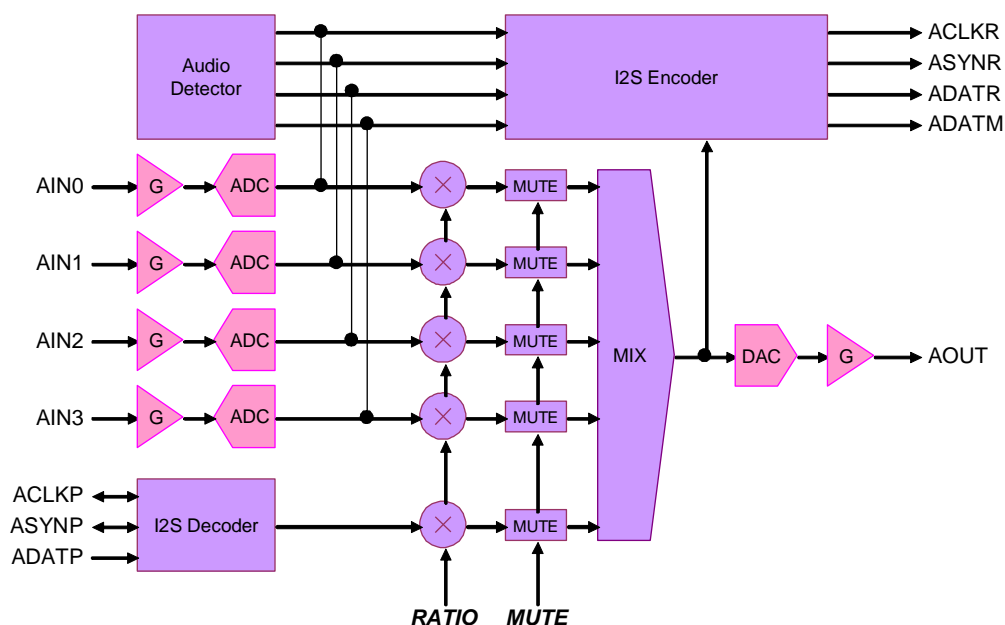 Audio
Detector
I2S Encoder
ACLKR
ASYNR
ADATR
ADATM
AIN0
G
ADC
MUTE
AIN1
G
ADC
MUTE
AIN2
G
ADC
MUTE
MIX
DAC
G
AOUT
AIN3
G
ADC
MUTE
ACLKP
ASYNP
ADATP
I2S Decoder
MUTE
RATIO
MUTE